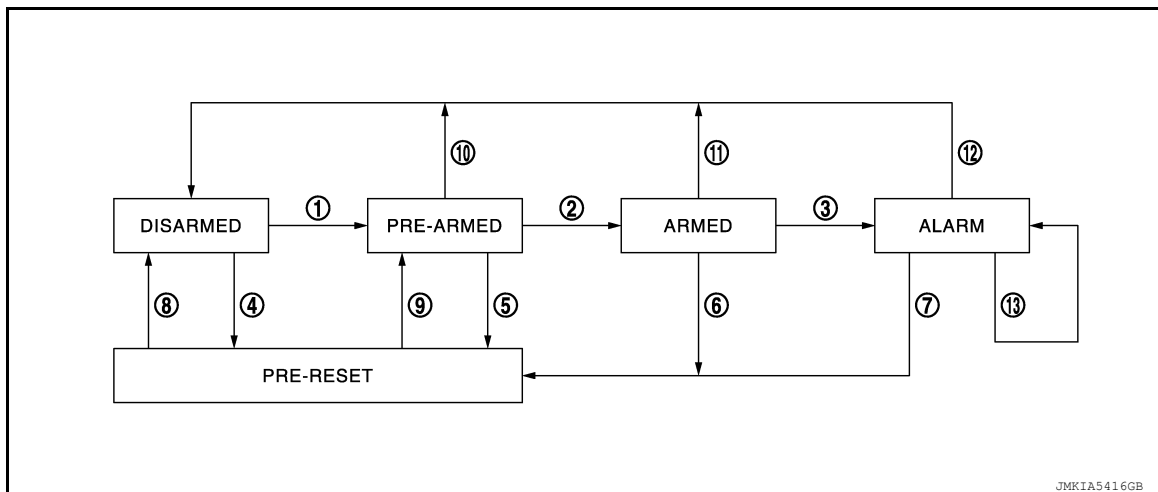 ⑩ ⑪ ⑫
DISARMED ① PRE-ARMED ② ARMED ③ ALARM
⑧ ④ ⑨ ⑤ ⑥ ⑦ ⑬
PRE-RESET
JMKIA5416GB